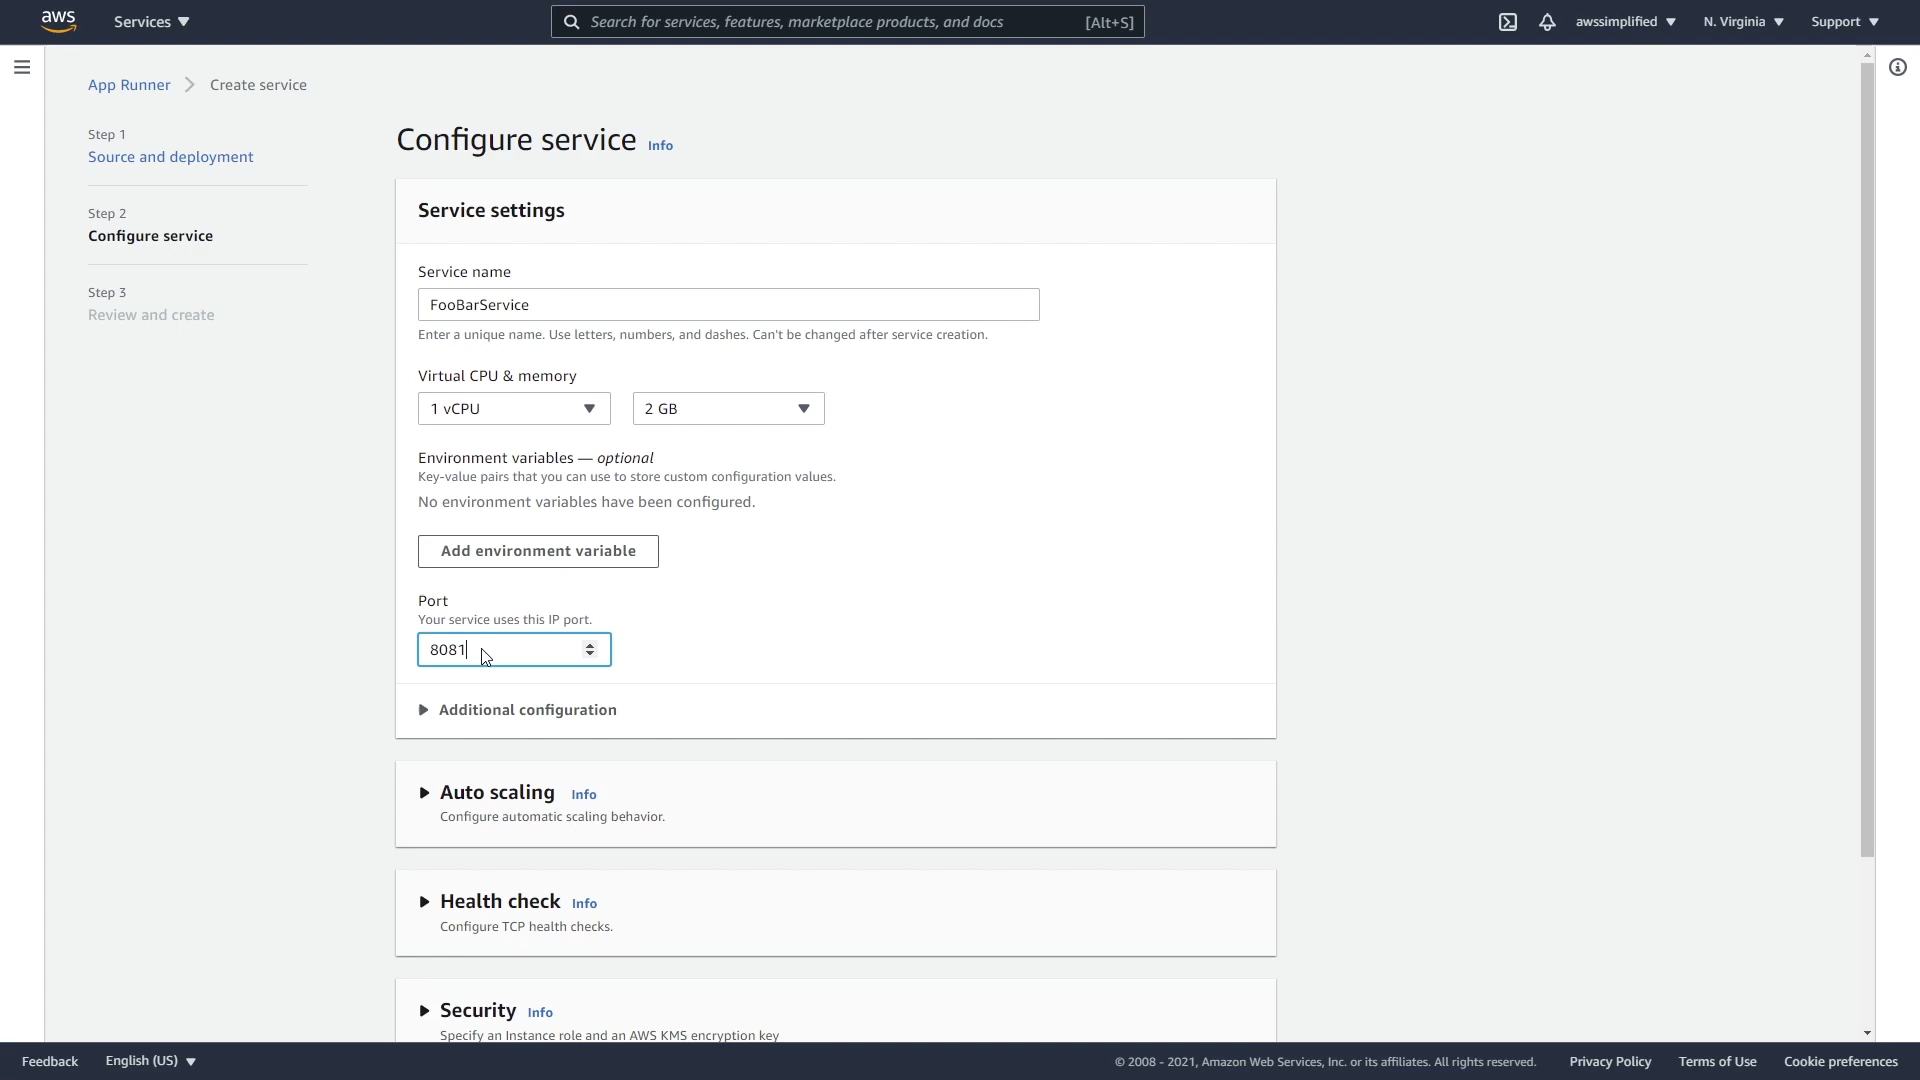 aws
Services
Search for services, features, marketplace products, and docs [Alt+S]
awssimplified
N. Virginia
Support
App Runner
Create service
Step 1
Source and deployment
Step 2
Configure service
Step 3
Review and create
Configure service Info
Service settings
Service name
FooBarService
Enter a unique name. Use letters, numbers, and dashes. Can't be changed after service creation.
Virtual CPU & memory
1 vCPU
2 GB
Environment variables — optional
Key-value pairs that you can use to store custom configuration values.
No environment variables have been configured.
Add environment variable
Port
Your service uses this IP port.
8081
Additional configuration
Auto scaling Info
Configure automatic scaling behavior.
Health check Info
Configure TCP health checks.
Security Info
Specify an Instance role and an AWS KMS encryption key
Feedback
English (US)
© 2008 - 2021, Amazon Web Services, Inc. or its affiliates. All rights reserved.
Privacy Policy
Terms of Use
Cookie preferences